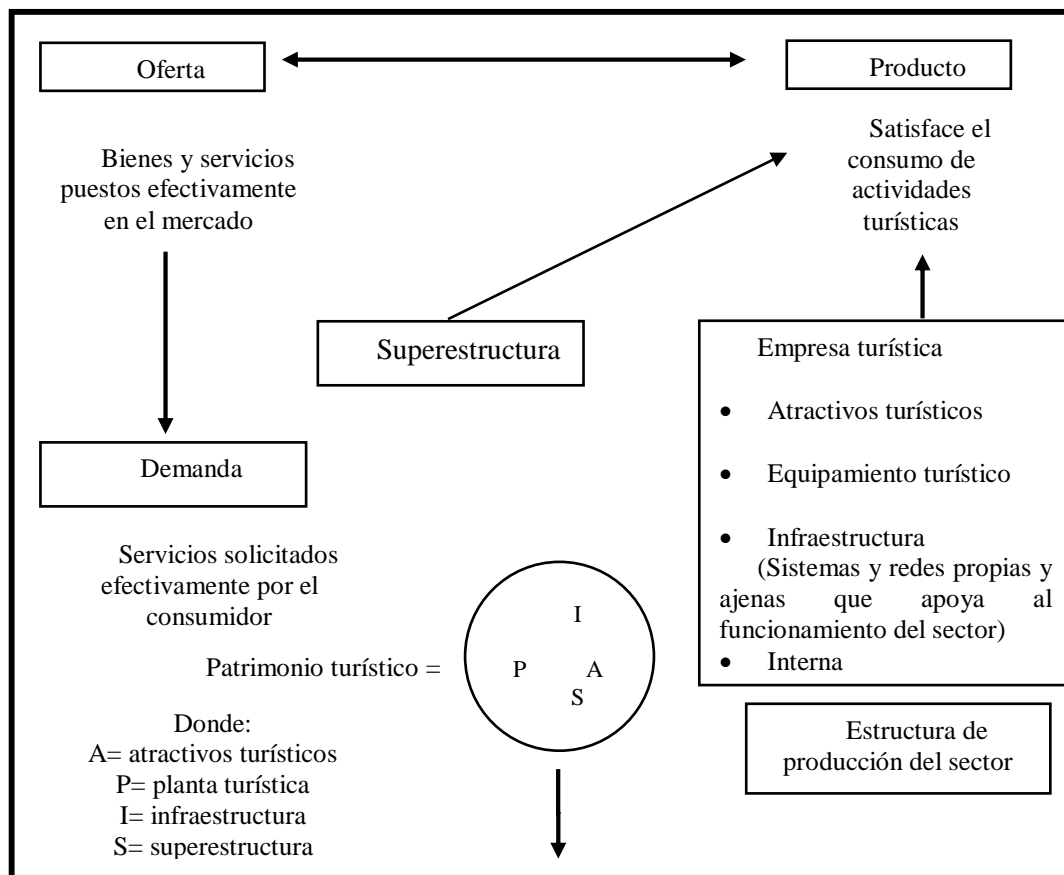 Oferta
Producto
Bienes y servicios
puestos efectivamente
en el mercado
Satisface el
consumo de
actividades
turísticas
Superestructura
Empresa turística
• Atractivos turísticos
• Equipamiento turístico
• Infraestructura
(Sistemas y redes propias y
ajenas que apoya al
funcionamiento del sector)
• Interna
Demanda
Servicios solicitados
efectivamente por el
consumidor
Patrimonio turístico =
I
P A
S
Donde:
A= atractivos turísticos
P= planta turística
I= infraestructura
S= superestructura
Estructura de
producción del sector